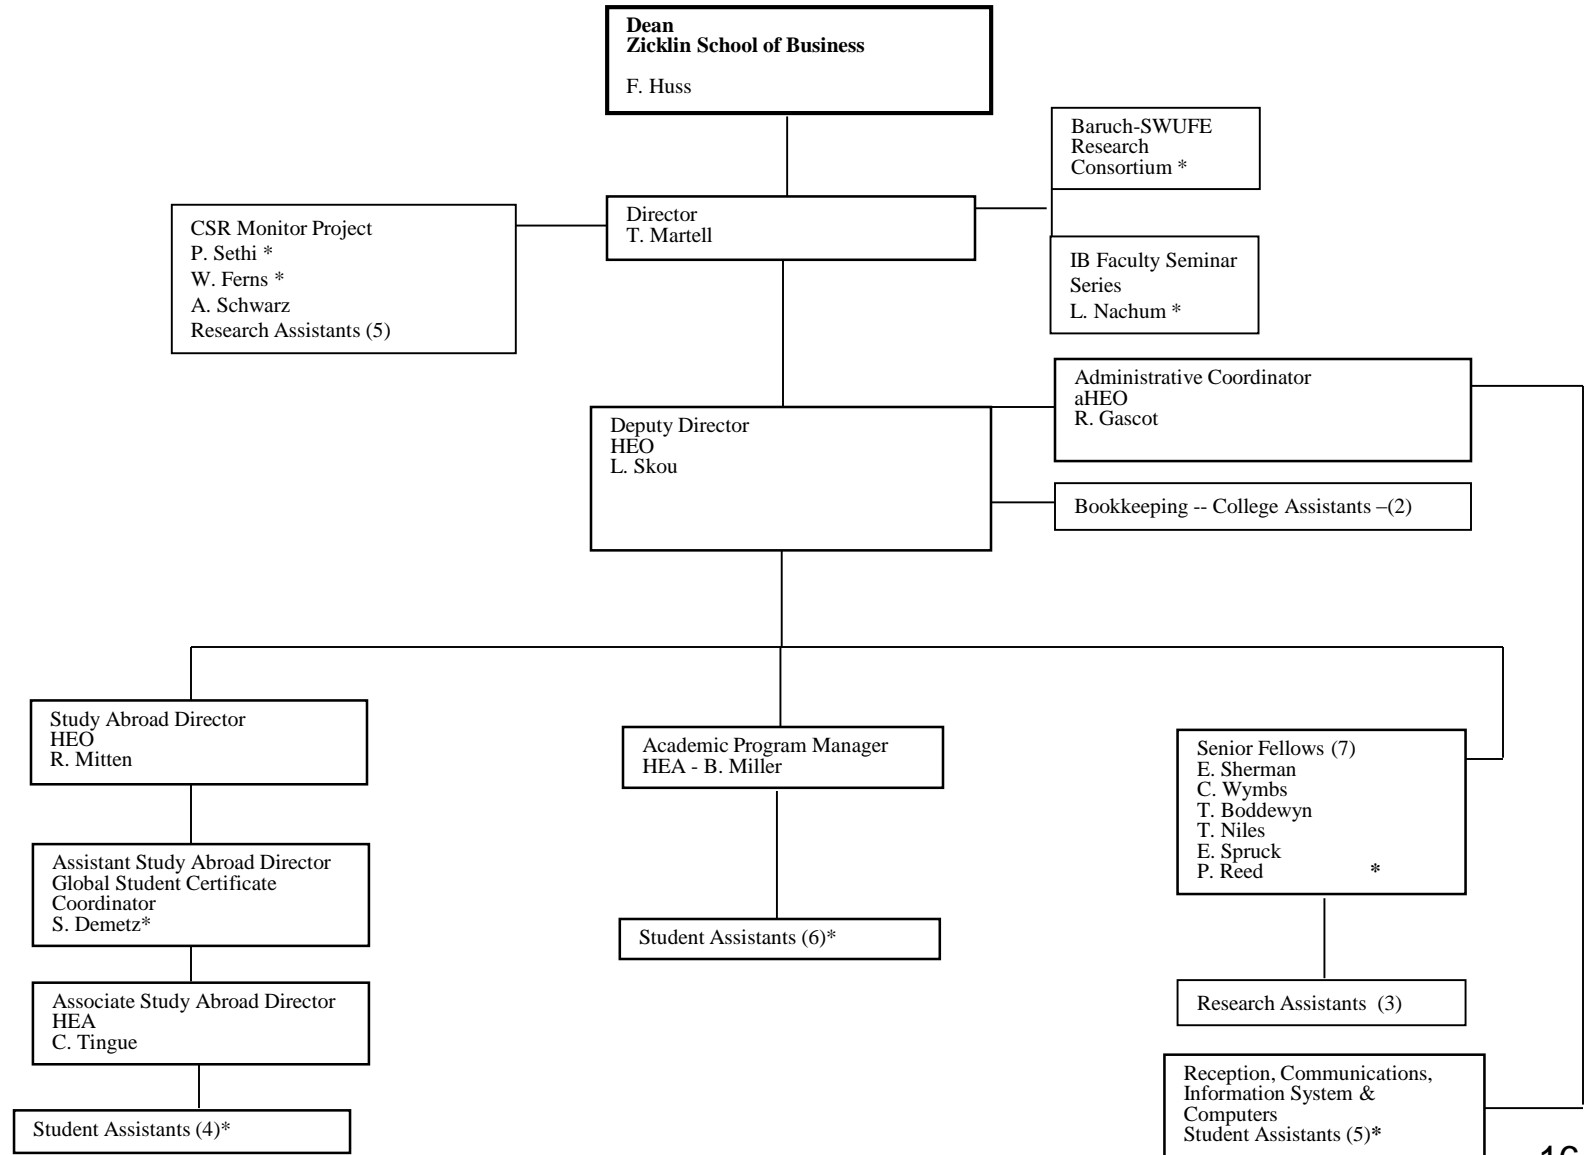 Dean
Zicklin School of Business
F. Huss
Baruch-SWUFE
Research
Consortium *
Director
T. Martell
CSR Monitor Project
P. Sethi *
W. Ferns *
A. Schwarz
Research Assistants (5)
IB Faculty Seminar
Series
L. Nachum *
Administrative Coordinator
aHEO
R. Gascot
Deputy Director
HEO
L. Skou
Bookkeeping -- College Assistants –(2)
Study Abroad Director
HEO
R. Mitten
Academic Program Manager
HEA - B. Miller
Senior Fellows (7)
E. Sherman
C. Wymbs
T. Boddewyn
T. Niles
E. Spruck
P. Reed *
Assistant Study Abroad Director
Global Student Certificate
Coordinator
S. Demetz*
Student Assistants (6)*
Associate Study Abroad Director
HEA
C. Tingue
Research Assistants (3)
Student Assistants (4)*
Reception, Communications,
Information System &
Computers
Student Assistants (5)*